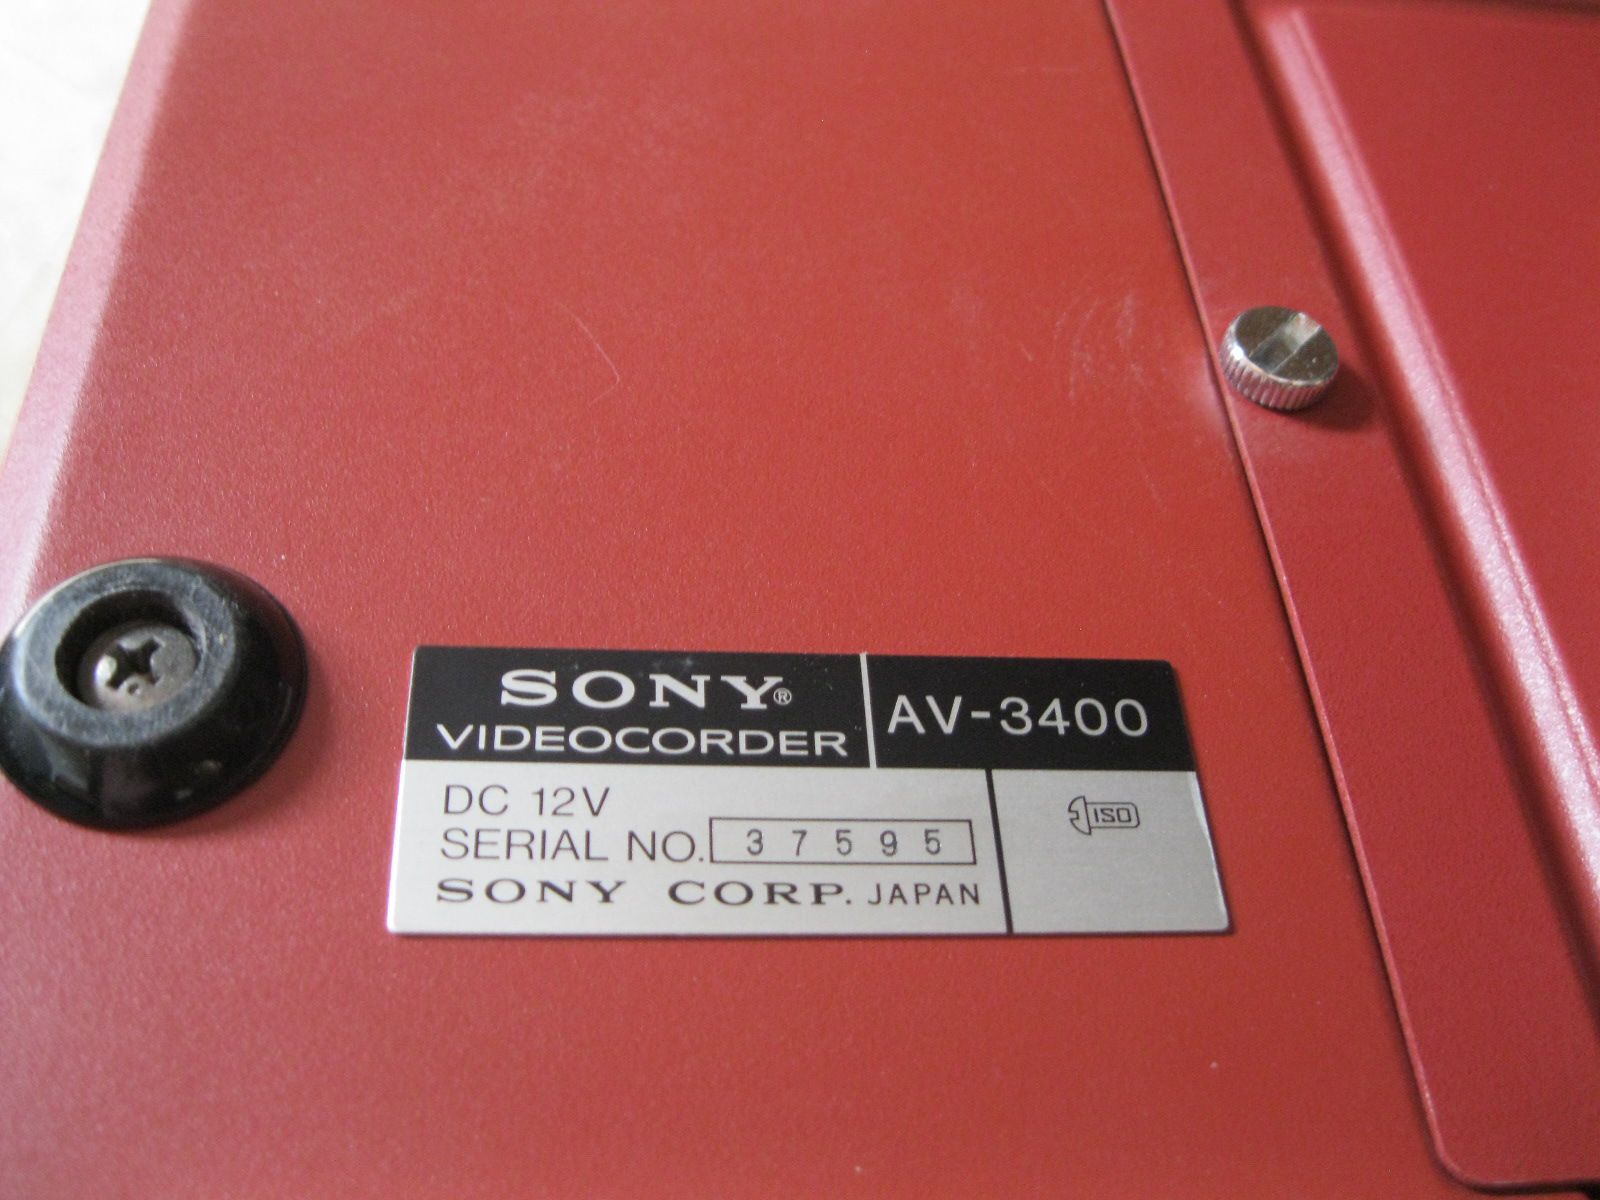 SONY®
VIDEOCORDER
AV-3400
DC 12V
SERIAL NO. 37595
SONY CORP. JAPAN
ISO